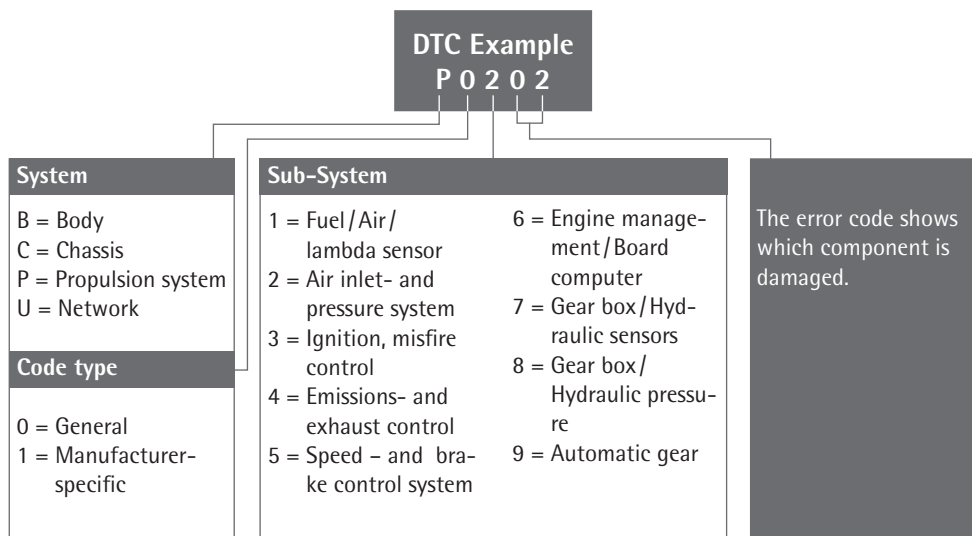 DTC Example
P 0 2 0 2
System
B = Body
C = Chassis
P = Propulsion system
U = Network
Code type
0 = General
1 = Manufacturer-
specific
Sub-System
1 = Fuel / Air /
lambda sensor
2 = Air inlet- and
pressure system
3 = Ignition, misfire
control
4 = Emissions- and
exhaust control
5 = Speed – and bra-
ke control system
6 = Engine manage-
ment / Board
computer
7 = Gear box / Hyd-
raulic sensors
8 = Gear box /
Hydraulic pressu-
re
9 = Automatic gear
The error code shows
which component is
damaged.